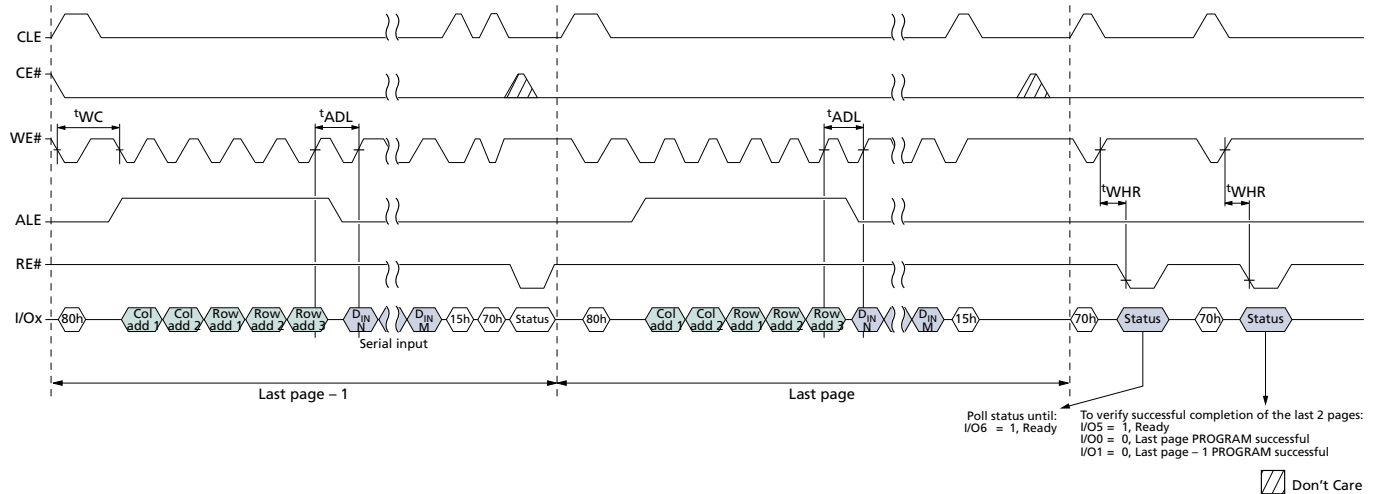 CLE
CE#
tWC tADL tADL
WE#
tWHR tWHR
ALE
RE#
I/Ox 80h Col add 1 Col add 2 Row add 1 Row add 2 Row add 3 DIN N DIN M 15h 70h Status 80h Col add 1 Col add 2 Row add 1 Row add 2 Row add 3 DIN N DIN M 15h 70h Status 70h Status
Serial input
Last page – 1 Last page
Poll status until:
I/O6 = 1, Ready
To verify successful completion of the last 2 pages:
I/O5 = 1, Ready
I/O0 = 0, Last page PROGRAM successful
I/O1 = 0, Last page – 1 PROGRAM successful
Don't Care